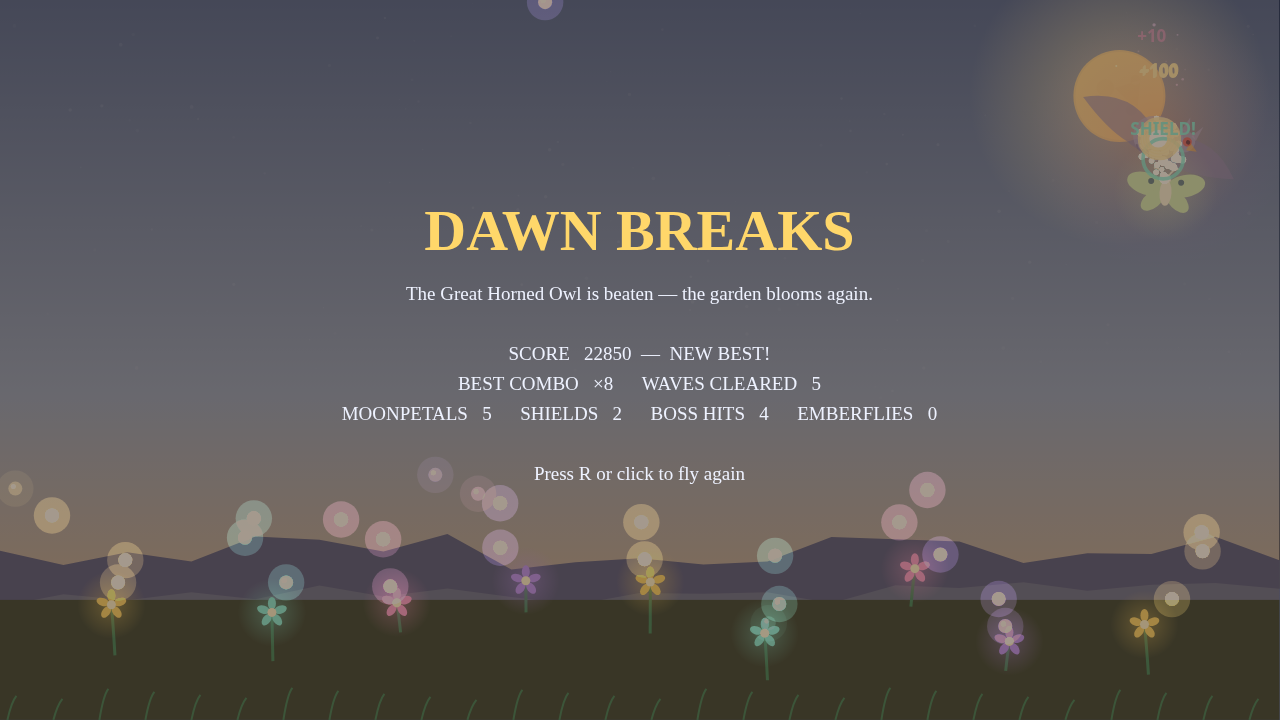 +10
+100
SHIELD!
DAWN BREAKS
The Great Horned Owl is beaten — the garden blooms again.
SCORE 22850 — NEW BEST!
BEST COMBO ×8 WAVES CLEARED 5
MOONPETALS 5 SHIELDS 2 BOSS HITS 4 EMBERFLIES 0
Press R or click to fly again